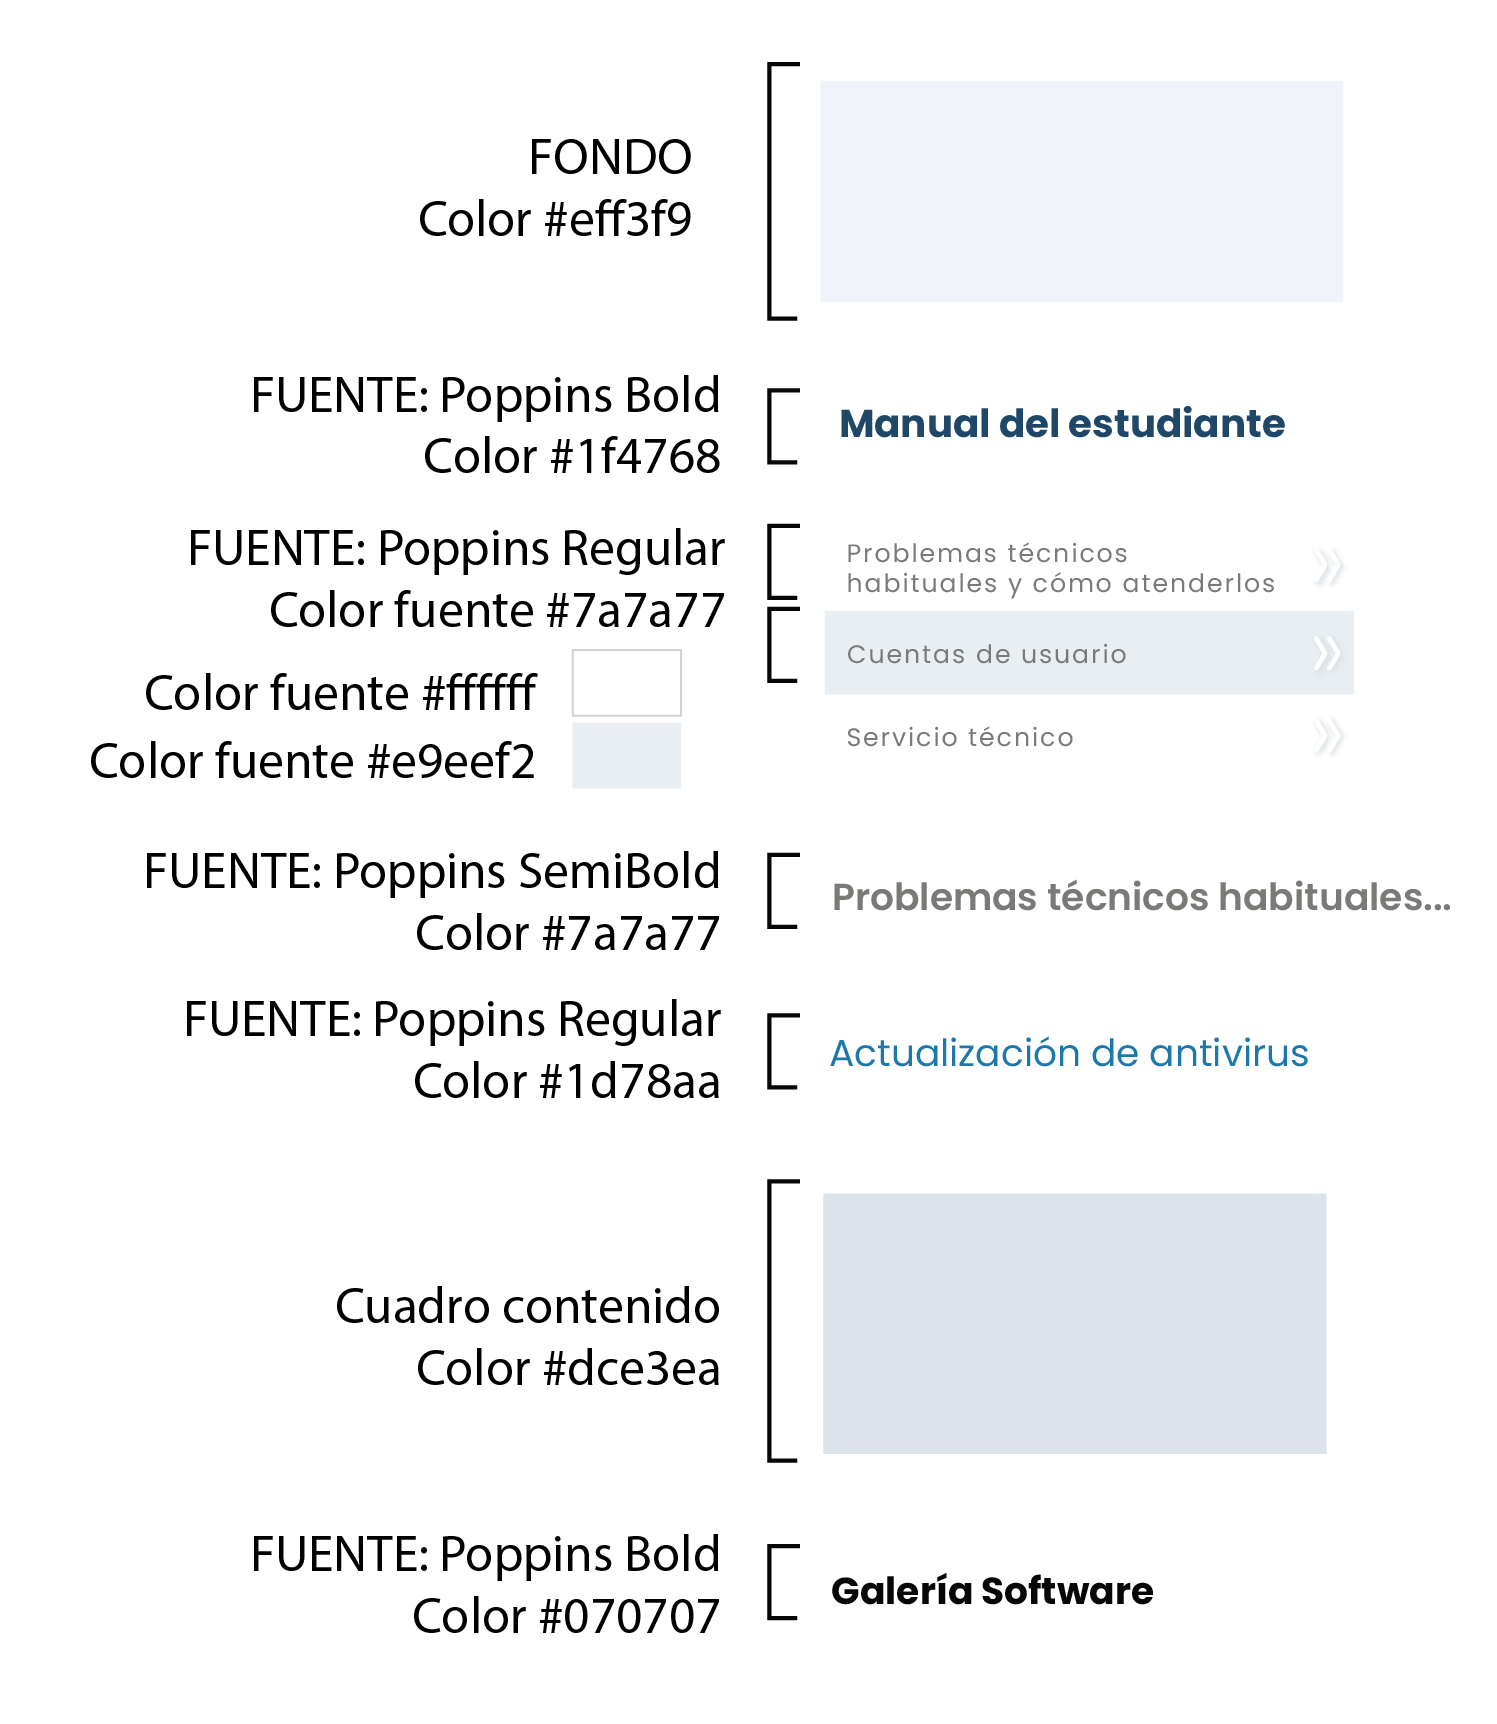 FONDO
Color #eff3f9
FUENTE: Poppins Bold
Color #1f4768
Manual del estudiante
FUENTE: Poppins Regular
Color fuente #7a7a77
Problemas técnicos
habituales y cómo atenderlos
Color fuente #ffffff
Color fuente #e9eef2
Cuentas de usuario
Servicio técnico
FUENTE: Poppins SemiBold
Color #7a7a77
Problemas técnicos habituales...
FUENTE: Poppins Regular
Color #1d78aa
Actualización de antivirus
Cuadro contenido
Color #dce3ea
FUENTE: Poppins Bold
Color #070707
Galería Software